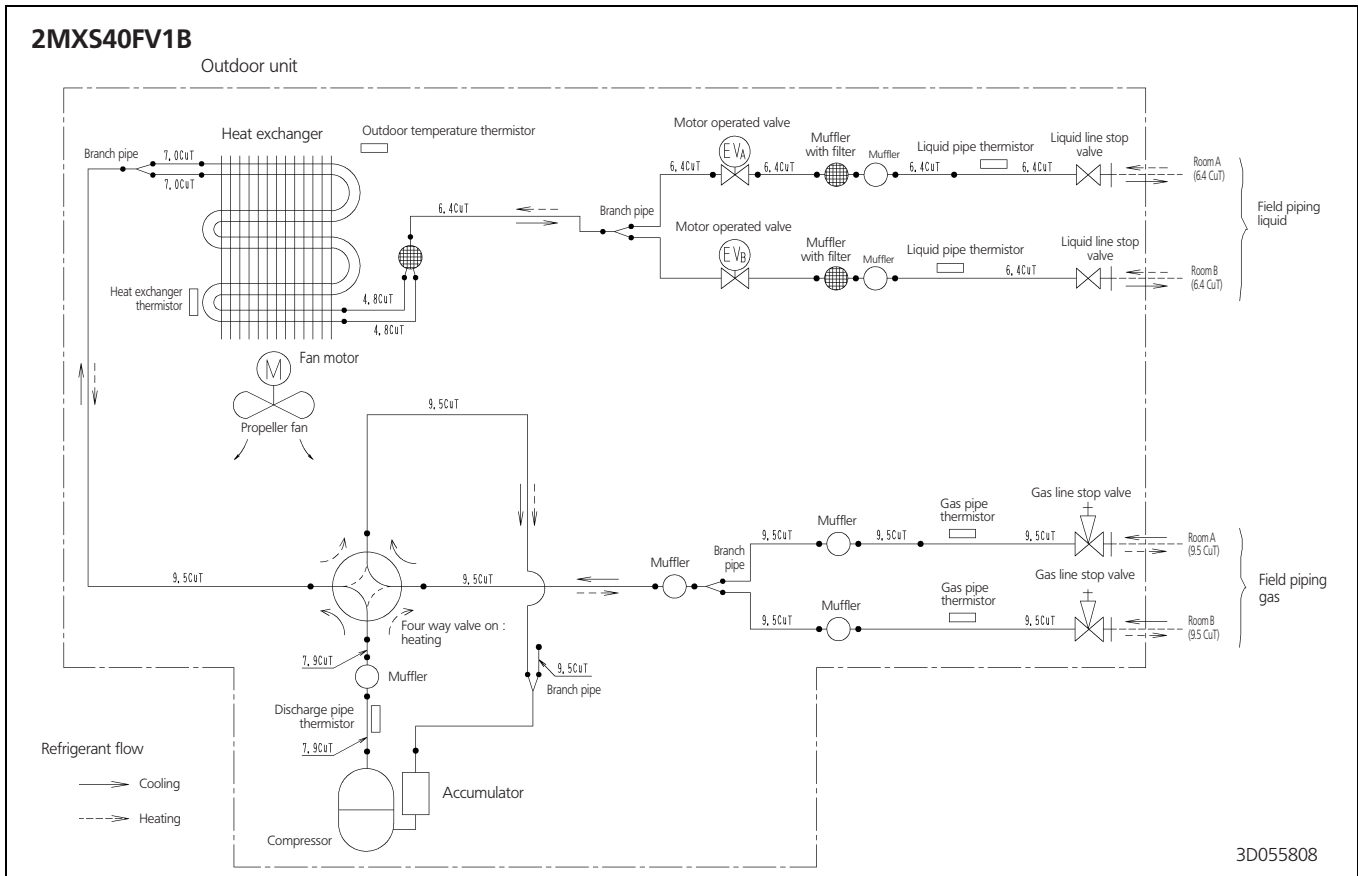 2MXS40FV1B
Outdoor unit
Heat exchanger
Outdoor temperature thermistor
Branch pipe
7.0CuT
7.0CuT
Motor operated valve
EVA
6.4CuT
6.4CuT
Muffler
with filter
Muffler
6.4CuT
Liquid pipe thermistor
6.4CuT
Liquid line stop
valve
Room A
(6.4 CuT)
Field piping
liquid
6.4CuT
Branch pipe
Motor operated valve
EVB
Muffler
with filter
Muffler
Liquid pipe thermistor
6.4CuT
Liquid line stop
valve
Room B
(6.4 CuT)
Heat exchanger
thermistor
4.8CuT
4.8CuT
M
Fan motor
Propeller fan
9.5CuT
9.5CuT
Four way valve on :
heating
9.5CuT
Muffler
Branch
pipe
9.5CuT
Muffler
9.5CuT
Gas pipe
thermistor
9.5CuT
Gas line stop valve
Room A
(9.5 CuT)
Field piping
gas
9.5CuT
Muffler
Gas pipe
thermistor
9.5CuT
Gas line stop valve
Room B
(9.5 CuT)
7.9CuT
Muffler
9.5CuT
Branch pipe
Discharge pipe
thermistor
7.9CuT
Accumulator
Compressor
Refrigerant flow
Cooling
Heating
3D055808